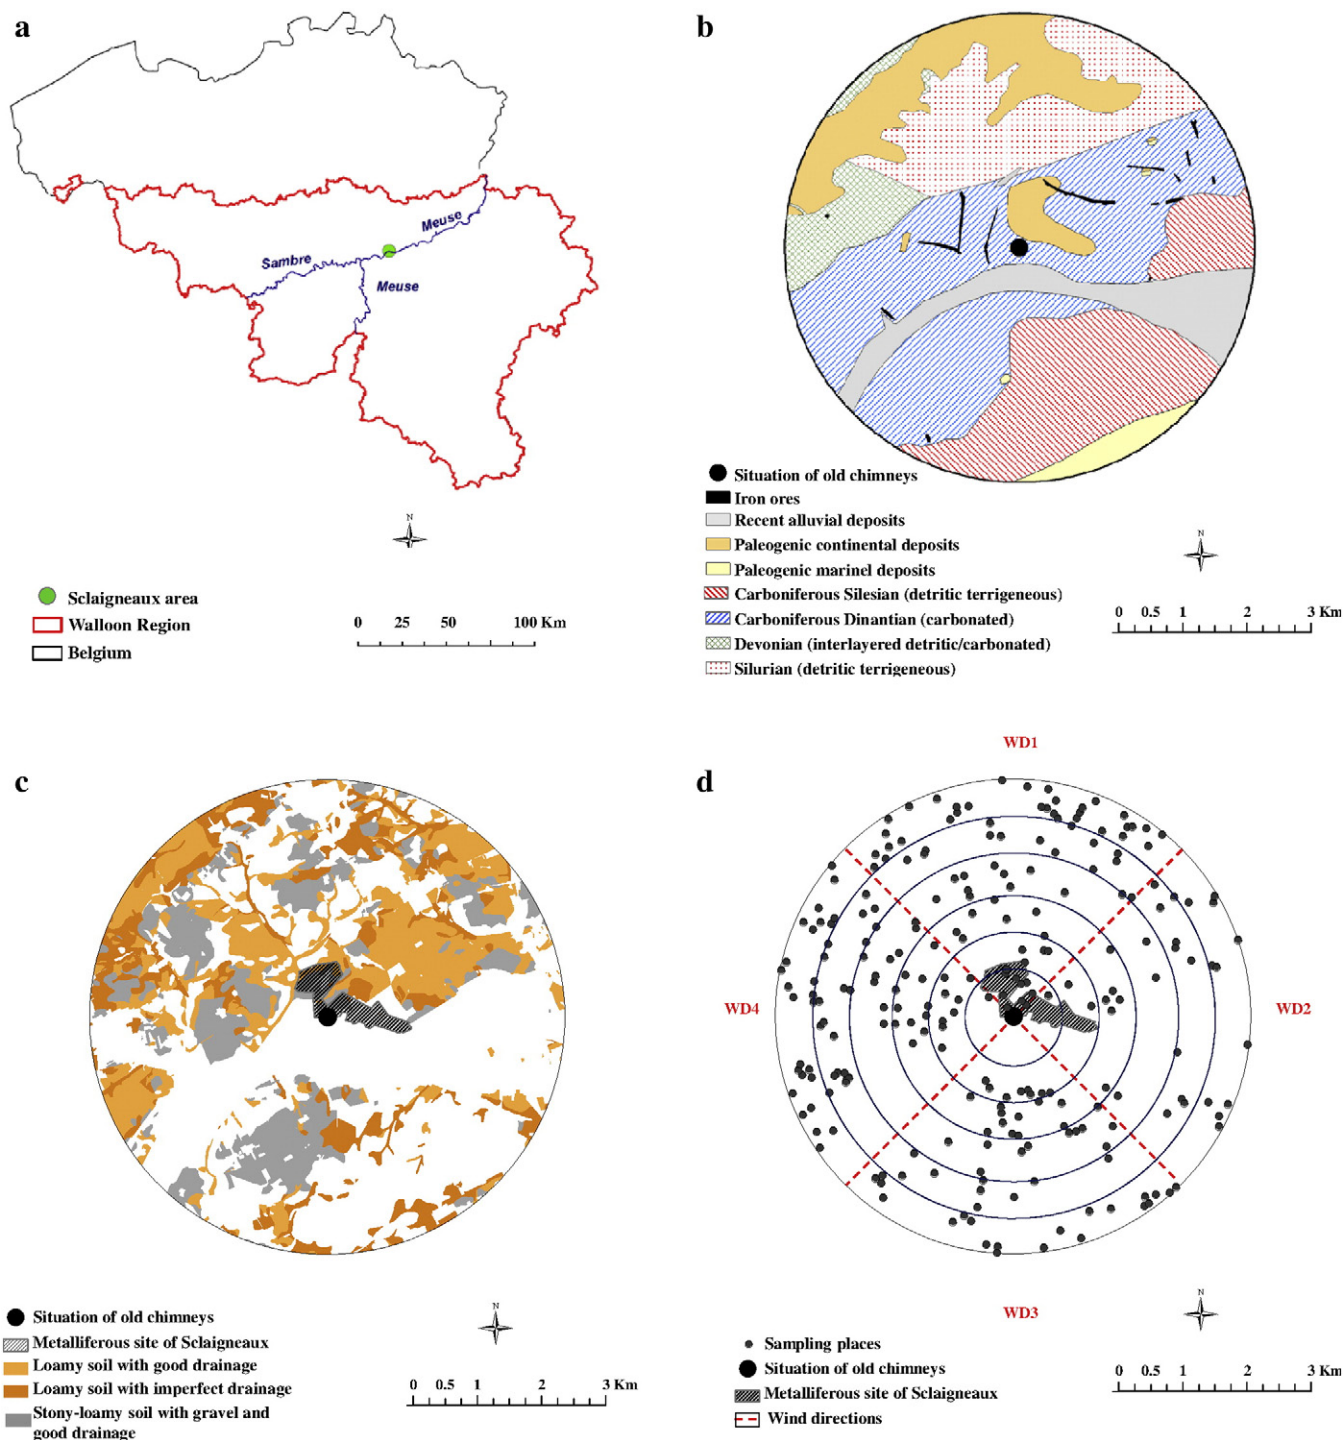 a
Meuse
Sambre
Meuse
N
Sclaigneaux area
Walloon Region
Belgium
0 25 50 100 Km
b
Situation of old chimneys
Iron ores
Recent alluvial deposits
Paleogenic continental deposits
Paleogenic marinel deposits
Carboniferous Silesian (detritic terrigeneous)
Carboniferous Dinantian (carbonated)
Devonian (interlayered detritic/carbonated)
Silurian (detritic terrigeneous)
N
0 0.5 1 2 3 Km
c
Situation of old chimneys
Metalliferous site of Sclaigneaux
Loamy soil with good drainage
Loamy soil with imperfect drainage
Stony-loamy soil with gravel and
good drainage
N
0 0.5 1 2 3 Km
d
WD1
WD4
WD2
WD3
N
Sampling places
Situation of old chimneys
Metalliferous site of Sclaigneaux
Wind directions
0 0.5 1 2 3 Km